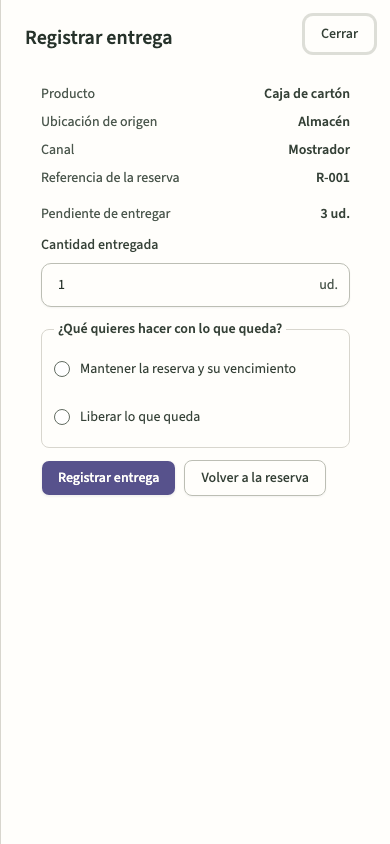 Registrar entrega
Cerrar
Producto Caja de cartón
Ubicación de origen Almacén
Canal Mostrador
Referencia de la reserva R-001
Pendiente de entregar 3 ud.
Cantidad entregada
1 ud.
¿Qué quieres hacer con lo que queda?
Mantener la reserva y su vencimiento
Liberar lo que queda
Registrar entrega Volver a la reserva